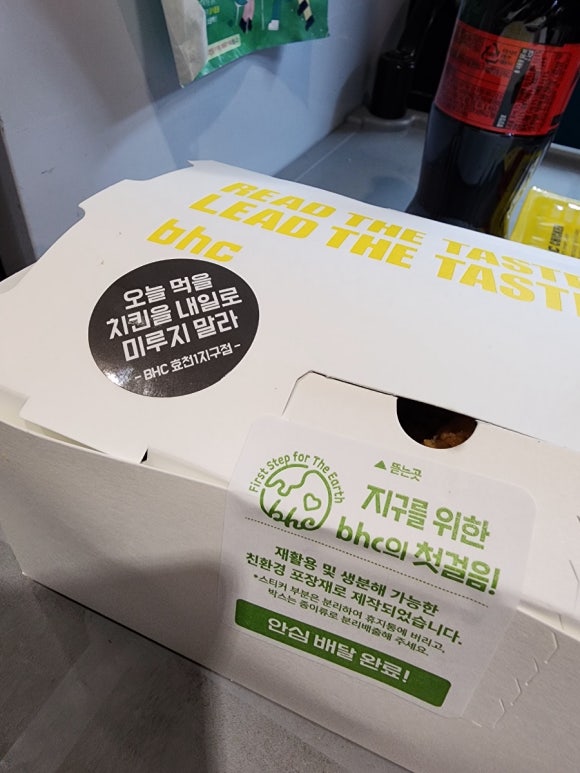 READ THE TASTE
LEAD THE TASTE
bhc
오늘 먹을
치킨을 내일로
미루지 말라
- BHC 효천1지구점 -
▲ 뜯는곳
First Step for The Earth
bhc
지구를 위한
bhc의 첫걸음!
재활용 및 생분해 가능한
친환경 포장재로 제작되었습니다.
*스티커 부분은 분리하여 휴지통에 버리고,
박스는 종이류로 분리배출해 주세요.
안심 배달 완료!